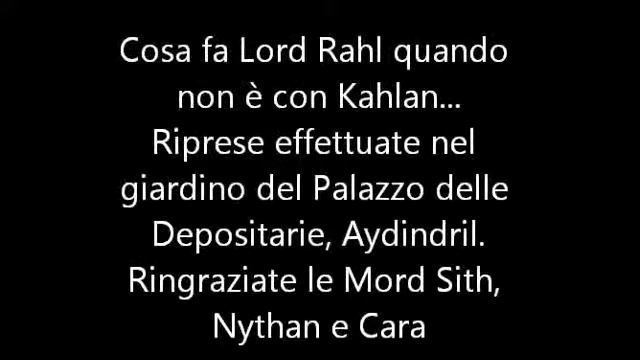 Cosa fa Lord Rahl quando
non è con Kahlan...
Riprese effettuate nel
giardino del Palazzo delle
Depositarie, Aydindril.
Ringraziate le Mord Sith,
Nythan e Cara